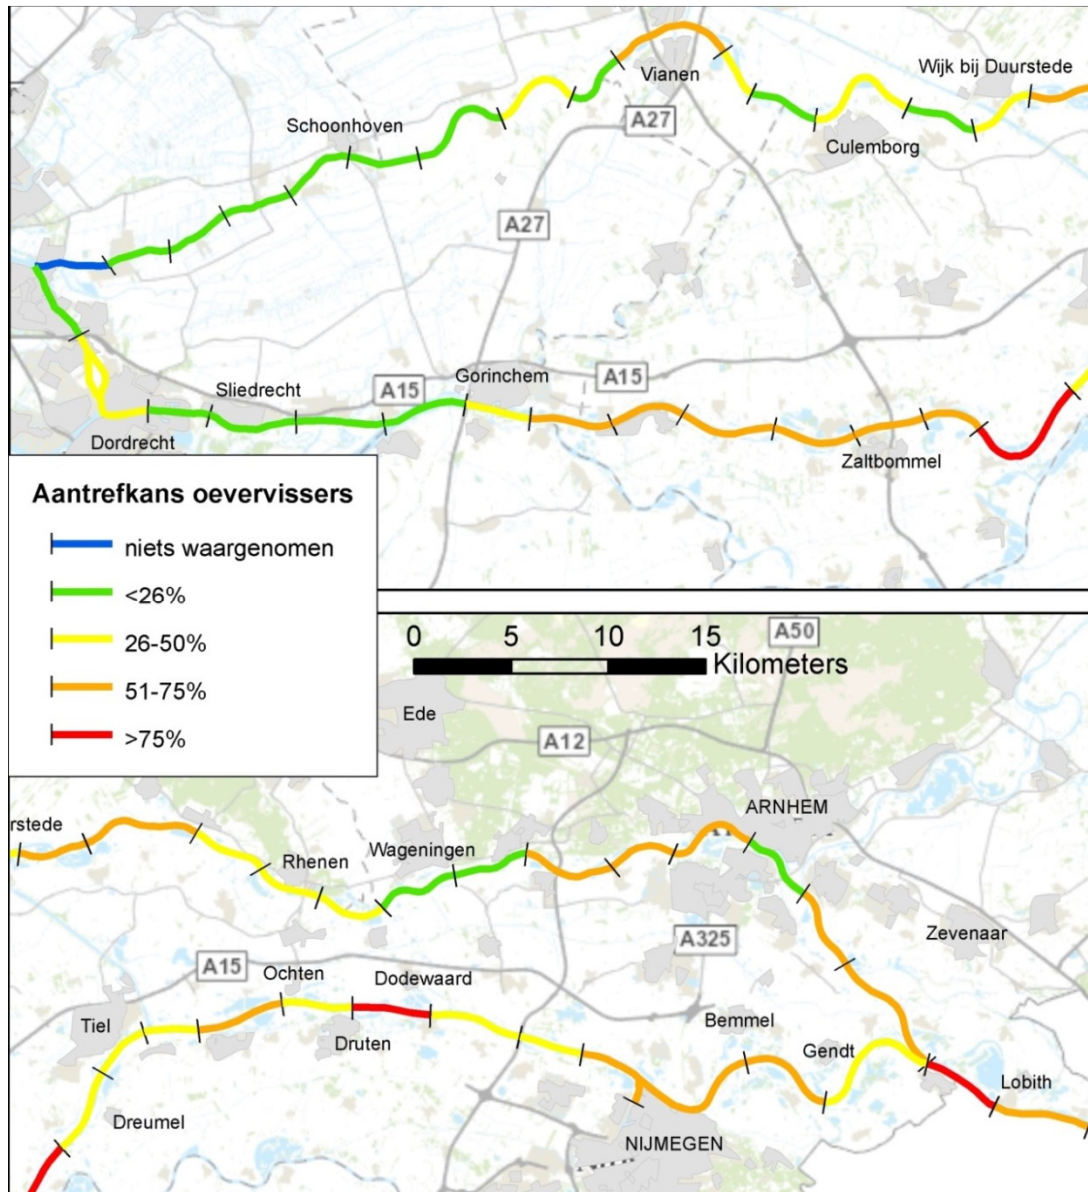 Vianen
Wijk bij Duurstede
Schoonhoven
A27
Culemborg
A27
Gorinchem
A15
Sliedrecht
A15
Dordrecht
Zaltbommel
Aantrefkans oevervissers
niets waargenomen
<26%
26-50%
51-75%
>75%
0 5 10 15
Kilometers
A50
Ede
A12
ARNHEM
rstede
Wageningen
Rhenen
A325
Zevenaar
A15
Ochten
Dodewaard
Tiel
Bemmel
Druten
Gendt
Lobith
Dreumel
NIJMEGEN